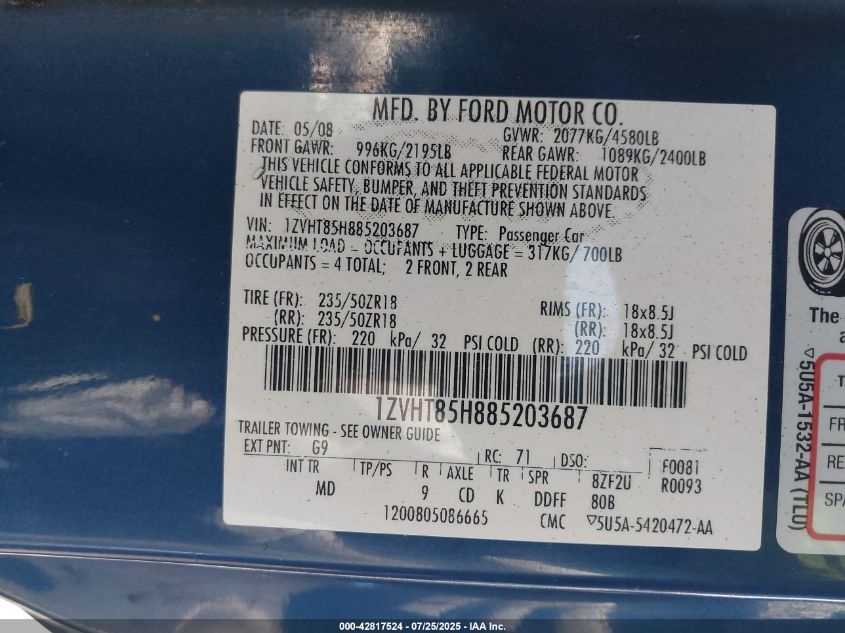 MFD. BY FORD MOTOR CO.
DATE: 05/08 GVWR: 2077KG/4580LB
FRONT GAWR: 996KG/2195LB REAR GAWR: 1089KG/2400LB
THIS VEHICLE CONFORMS TO ALL APPLICABLE FEDERAL MOTOR
VEHICLE SAFETY, BUMPER, AND THEFT PREVENTION STANDARDS
IN EFFECT ON THE DATE OF MANUFACTURE SHOWN ABOVE.
VIN: 1ZVHT85H885203687 TYPE: Passenger Car
MAXIMUM LOAD = OCCUPANTS + LUGGAGE = 317KG/700LB
OCCUPANTS = 4 TOTAL; 2 FRONT, 2 REAR
TIRE (FR): 235/50ZR18 RIMS (FR): 18x8.5J
(RR): 235/50ZR18 (RR): 18x8.5J
PRESSURE (FR): 220 kPa/ 32 PSI COLD (RR): 220 kPa/ 32 PSI COLD
1ZVHT85H885203687
TRAILER TOWING - SEE OWNER GUIDE
EXT PNT: G9 RC: 71 DSO: F0081
INT TR TP/PS R AXLE TR SPR 8ZF2U R0093
MD 9 CD K DDFF 80B
1200805086665 CMC ▽5U5A-5420472-AA
The
▽5U5A-1532-AA (TL0)
FR
RE
SPA
000-42817524 - 07/25/2025 - IAA Inc.